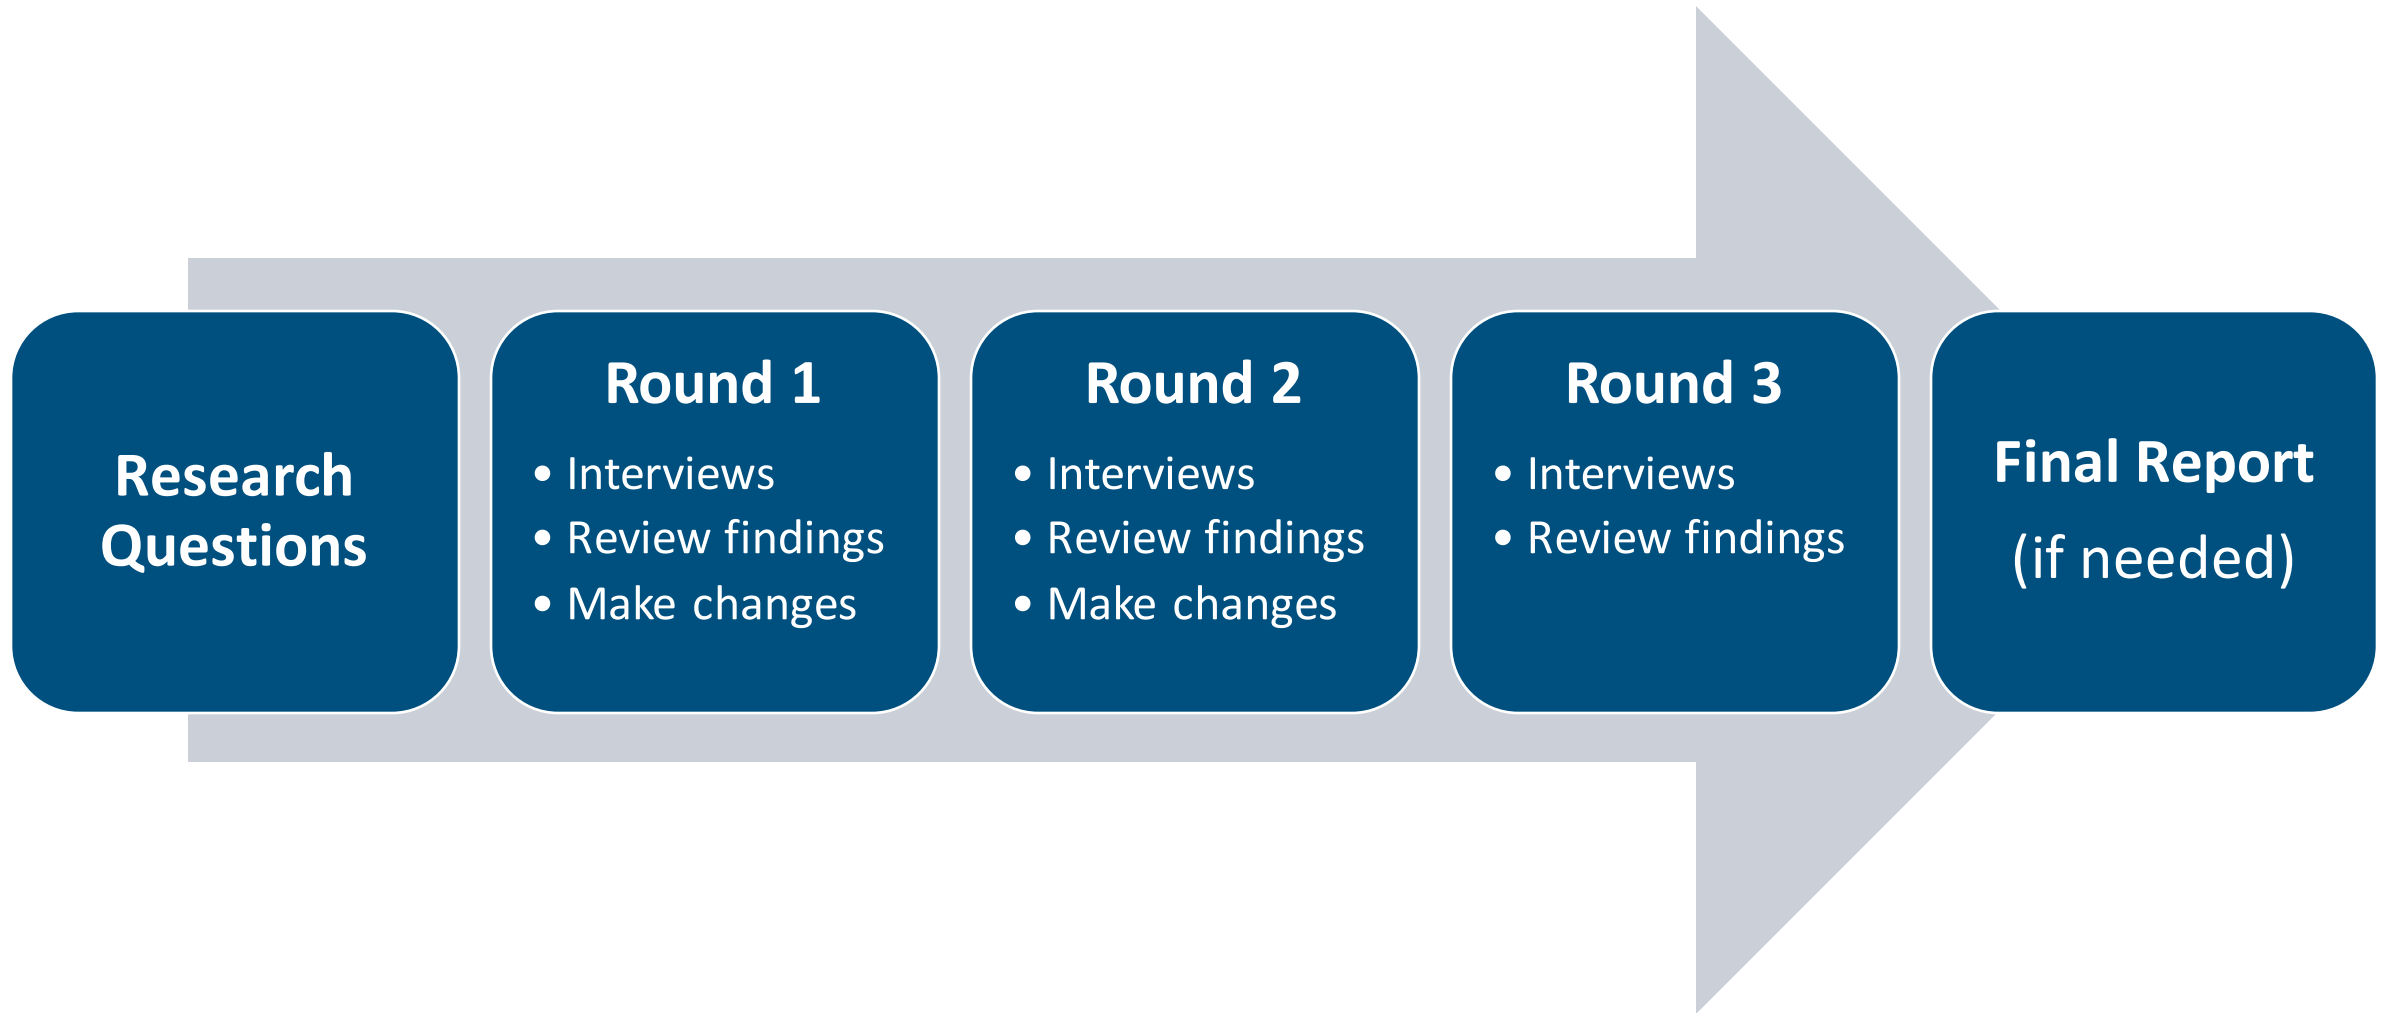 Research
Questions
Round 1
• Interviews
• Review findings
• Make changes
Round 2
• Interviews
• Review findings
• Make changes
Round 3
• Interviews
• Review findings
Final Report
(if needed)